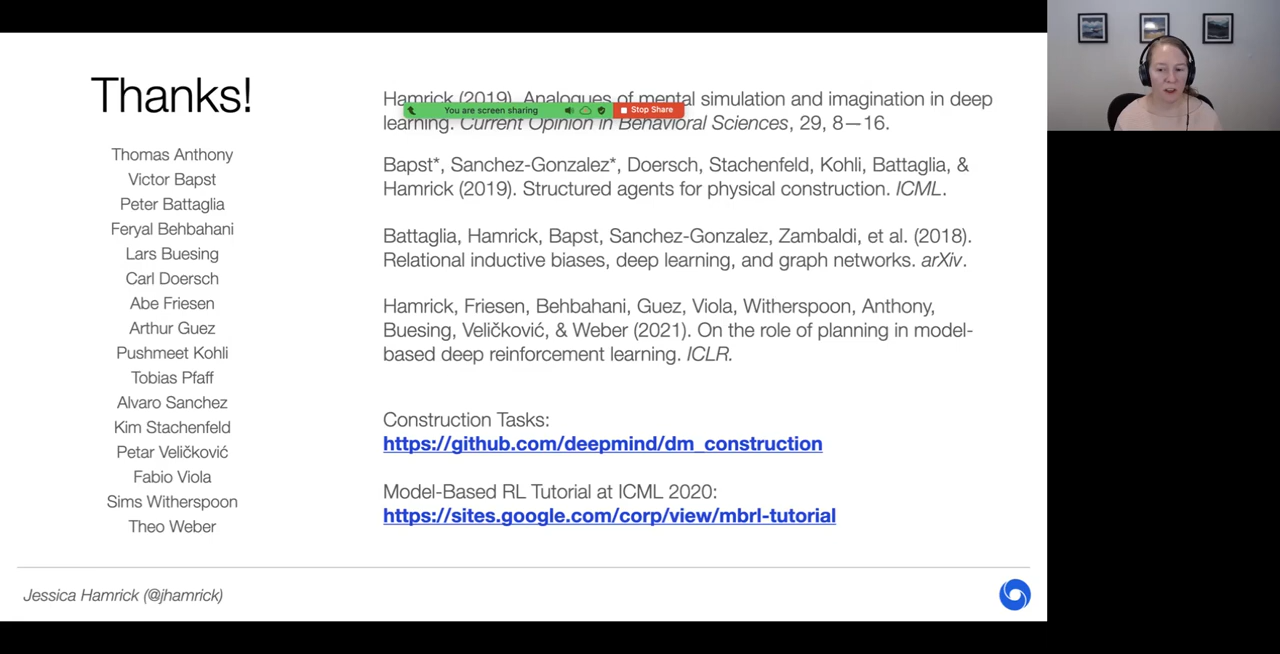 Thanks!
Thomas Anthony
Victor Bapst
Peter Battaglia
Feryal Behbahani
Lars Buesing
Carl Doersch
Abe Friesen
Arthur Guez
Pushmeet Kohli
Tobias Pfaff
Alvaro Sanchez
Kim Stachenfeld
Petar Veličković
Fabio Viola
Sims Witherspoon
Theo Weber
Hamrick (2019). Analogues of mental simulation and imagination in deep
You are screen sharing Stop Share
learning. Current Opinion in Behavioral Sciences, 29, 8—16.
Bapst*, Sanchez-Gonzalez*, Doersch, Stachenfeld, Kohli, Battaglia, &
Hamrick (2019). Structured agents for physical construction. ICML.
Battaglia, Hamrick, Bapst, Sanchez-Gonzalez, Zambaldi, et al. (2018).
Relational inductive biases, deep learning, and graph networks. arXiv.
Hamrick, Friesen, Behbahani, Guez, Viola, Witherspoon, Anthony,
Buesing, Veličković, & Weber (2021). On the role of planning in model-
based deep reinforcement learning. ICLR.
Construction Tasks:
https://github.com/deepmind/dm_construction
Model-Based RL Tutorial at ICML 2020:
https://sites.google.com/corp/view/mbrl-tutorial
Jessica Hamrick (@jhamrick)